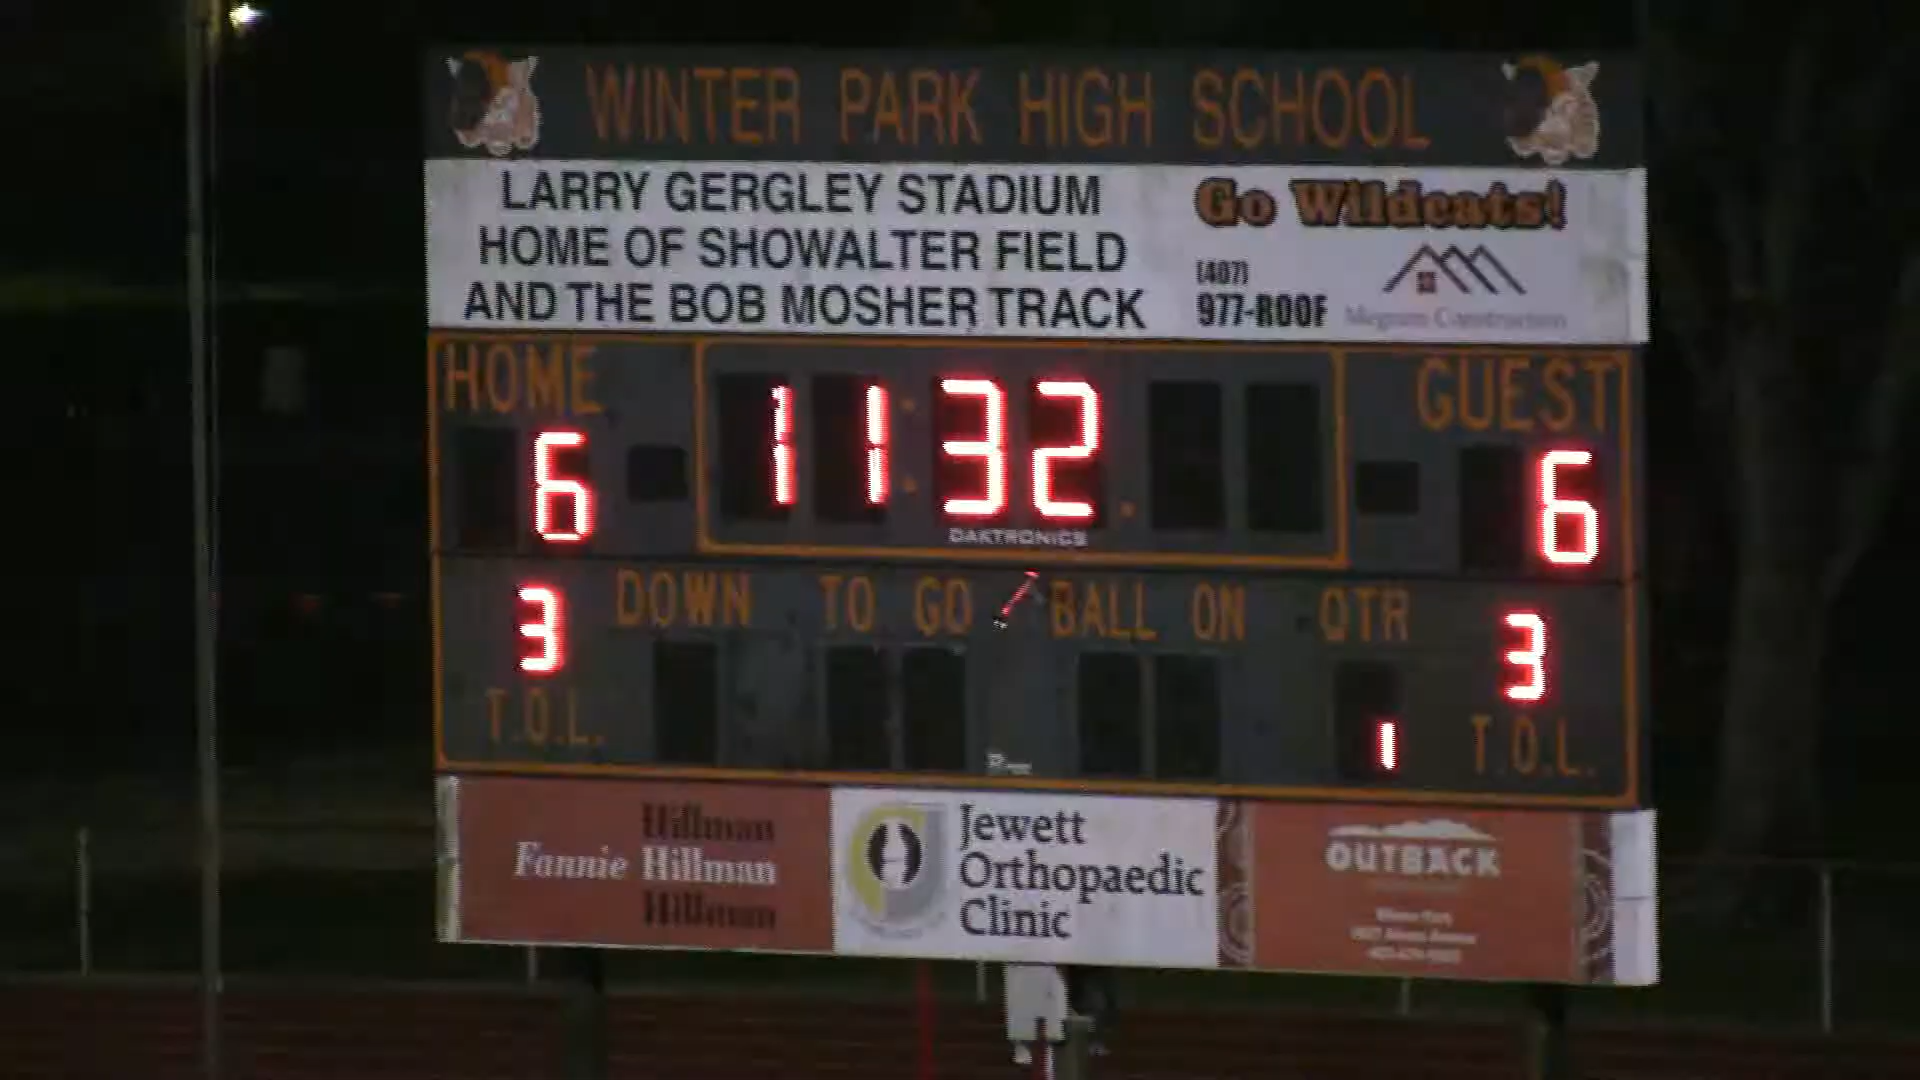 WINTER PARK HIGH SCHOOL
LARRY GERGLEY STADIUM
HOME OF SHOWALTER FIELD
AND THE BOB MOSHER TRACK
Go Wildcats!
(407)
977-ROOF
Construction
HOME
11:32
GUEST
6
6
DAKTRONICS
DOWN TO GO BALL ON QTR
3
3
T.O.L.
1
T.O.L.
Hillman
Fannie Hillman
Hillman
Jewett
Orthopaedic
Clinic
OUTBACK